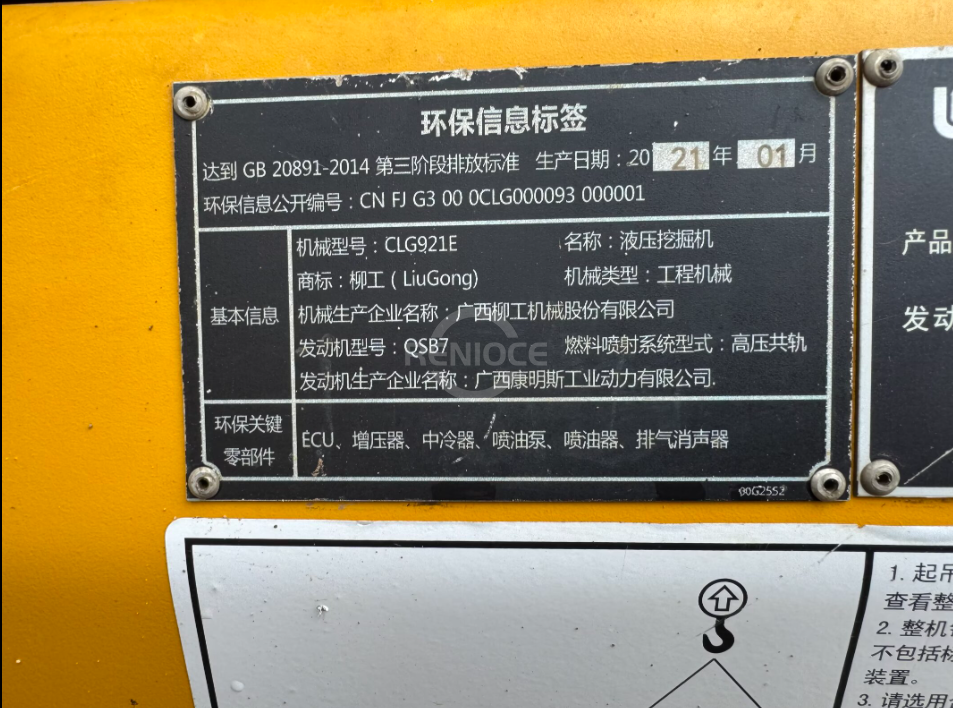 环保信息标签
达到 GB 20891-2014 第三阶段排放标准 生产日期：2021年01月
环保信息公开编号：CN FJ G3 00 0CLG000093 000001
基本信息
机械型号：CLG921E 名称：液压挖掘机
商标：柳工（LiuGong) 机械类型：工程机械
机械生产企业名称：广西柳工机械股份有限公司
发动机型号：QSB7 燃料喷射系统型式：高压共轨
发动机生产企业名称：广西康明斯工业动力有限公司.
环保关键
零部件
ECU、增压器、中冷器、喷油泵、喷油器、排气消声器
00G2552
RENIOCE
产品
发动
1. 起吊
查看整
2. 整机
不包括标
装置。
3. 请选用